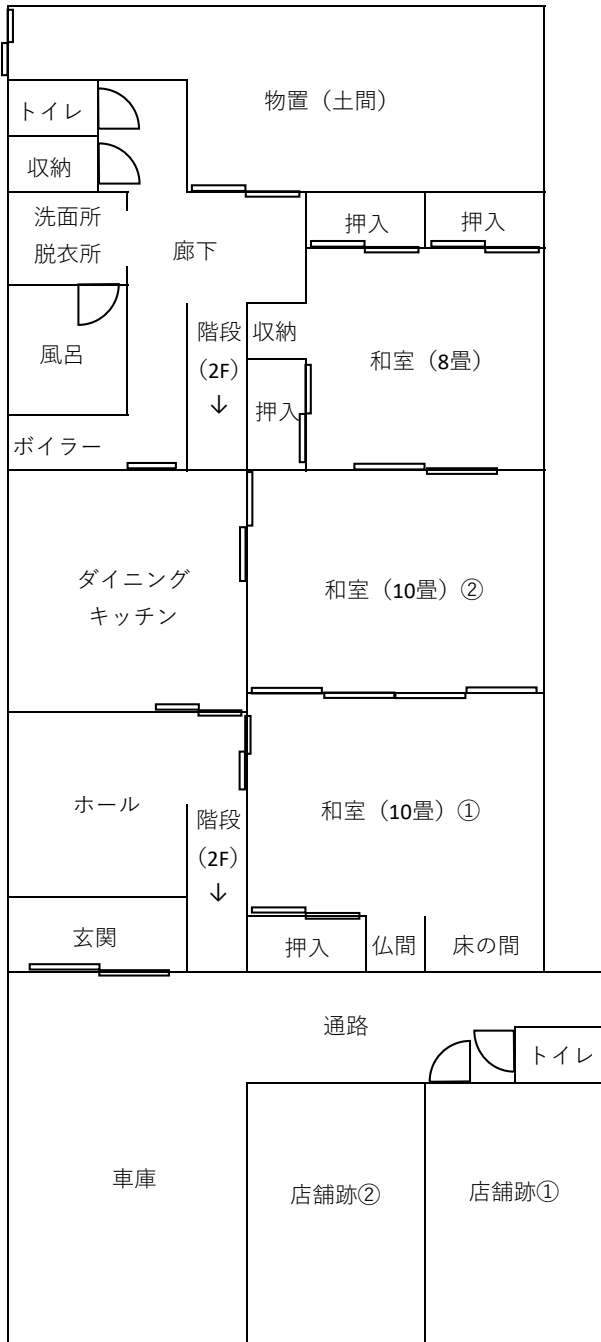 物置（土間）
トイレ
収納
洗面所
脱衣所
廊下
押入
押入
階段
（2F）
↓
収納
和室（8畳）
風呂
押入
ボイラー
ダイニング
キッチン
和室（10畳）②
ホール
階段
（2F）
↓
和室（10畳）①
玄関
押入
仏間
床の間
通路
トイレ
車庫
店舗跡②
店舗跡①